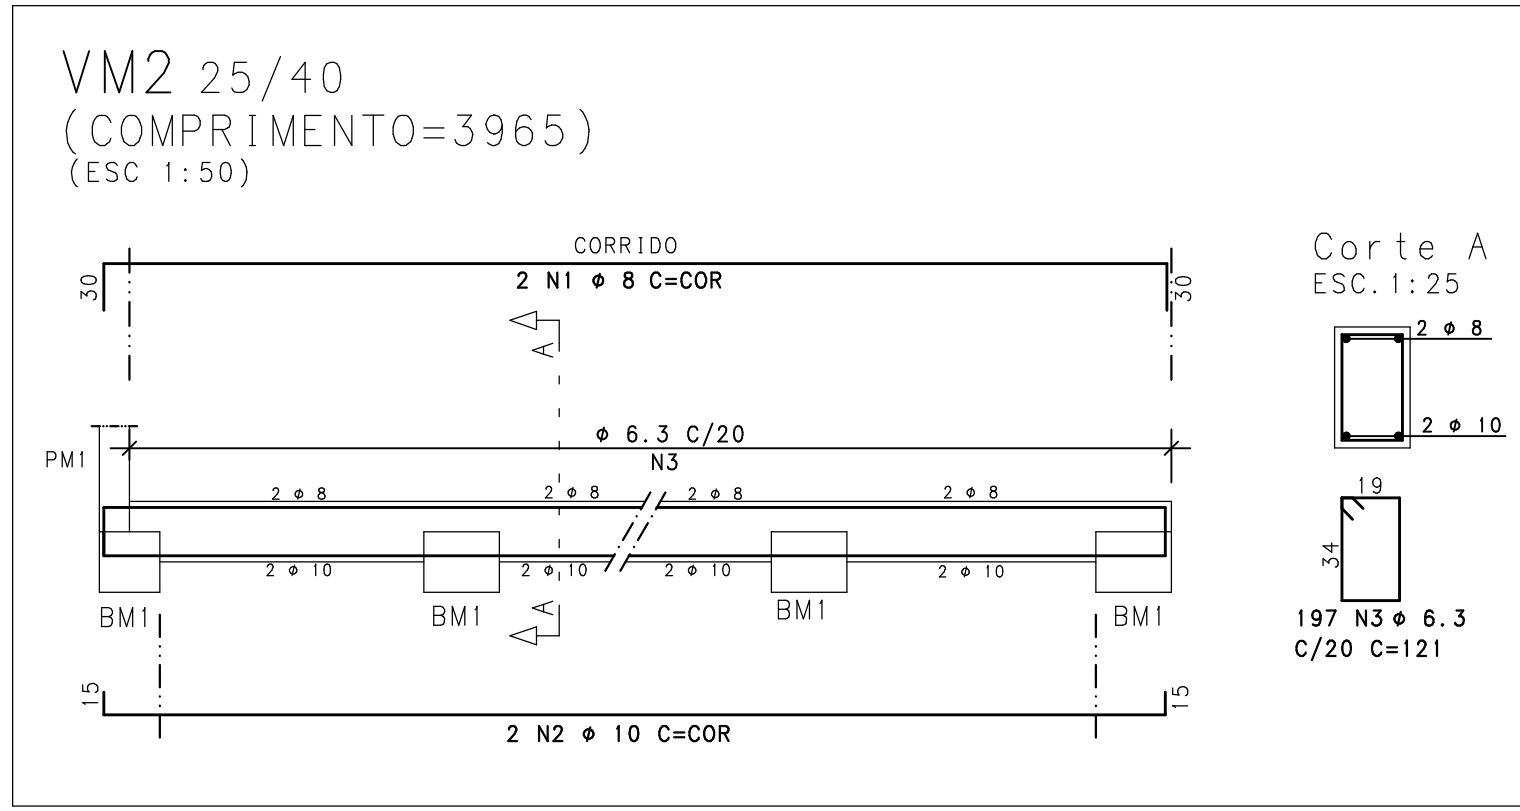 VM2 25/40
(COMPRIMENTO=3965)
(ESC 1:50)
CORRIDO
2 N1 ϕ 8 C=COR
30
30
A
ϕ 6.3 C/20
N3
PM1
2 ϕ 8
2 ϕ 8
2 ϕ 8
2 ϕ 8
2 ϕ 10
2 ϕ 10
2 ϕ 10
2 ϕ 10
BM1
BM1
A
BM1
BM1
15
15
2 N2 ϕ 10 C=COR
Corte A
ESC.1:25
2 ϕ 8
2 ϕ 10
19
34
197 N3 ϕ 6.3
C/20 C=121